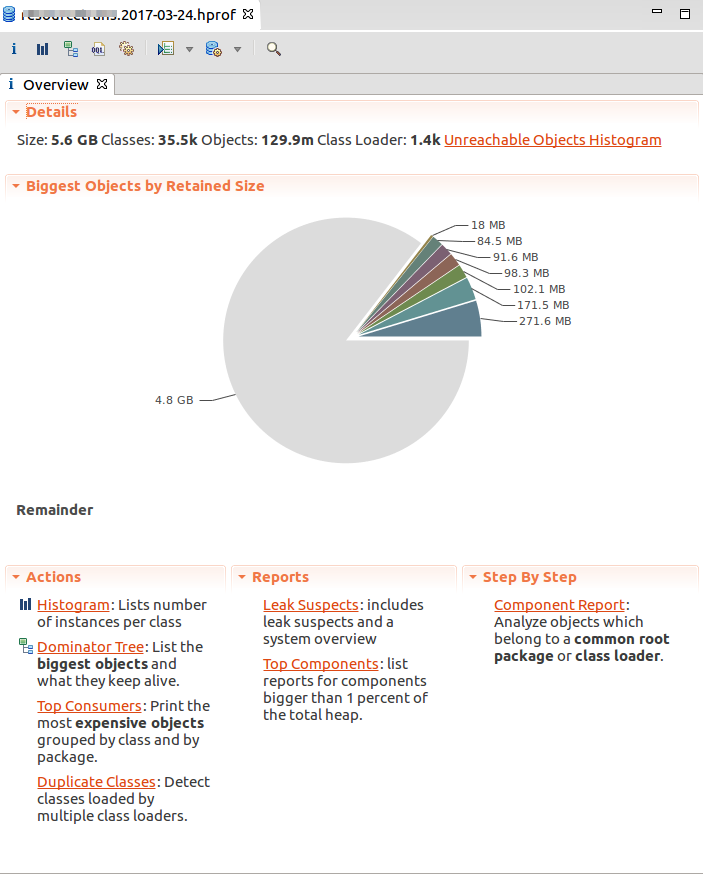 .2017-03-24.hprof
i OQL
i Overview
Details
Size: 5.6 GB Classes: 35.5k Objects: 129.9m Class Loader: 1.4k Unreachable Objects Histogram
Biggest Objects by Retained Size
18 MB
84.5 MB
91.6 MB
98.3 MB
102.1 MB
171.5 MB
271.6 MB
4.8 GB
Remainder
Actions
Histogram: Lists number
of instances per class
Dominator Tree: List the
biggest objects and
what they keep alive.
Top Consumers: Print the
most expensive objects
grouped by class and by
package.
Duplicate Classes: Detect
classes loaded by
multiple class loaders.
Reports
Leak Suspects: includes
leak suspects and a
system overview
Top Components: list
reports for components
bigger than 1 percent of
the total heap.
Step By Step
Component Report:
Analyze objects which
belong to a common root
package or class loader.